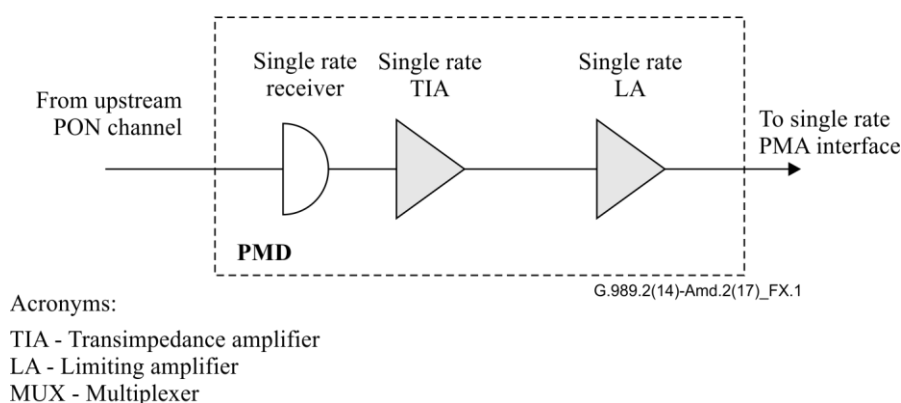 Single rate
receiver
Single rate
TIA
Single rate
LA
From upstream
PON channel
To single rate
PMA interface
PMD
G.989.2(14)-Amd.2(17)_FX.1
Acronyms:
TIA - Transimpedance amplifier
LA - Limiting amplifier
MUX - Multiplexer